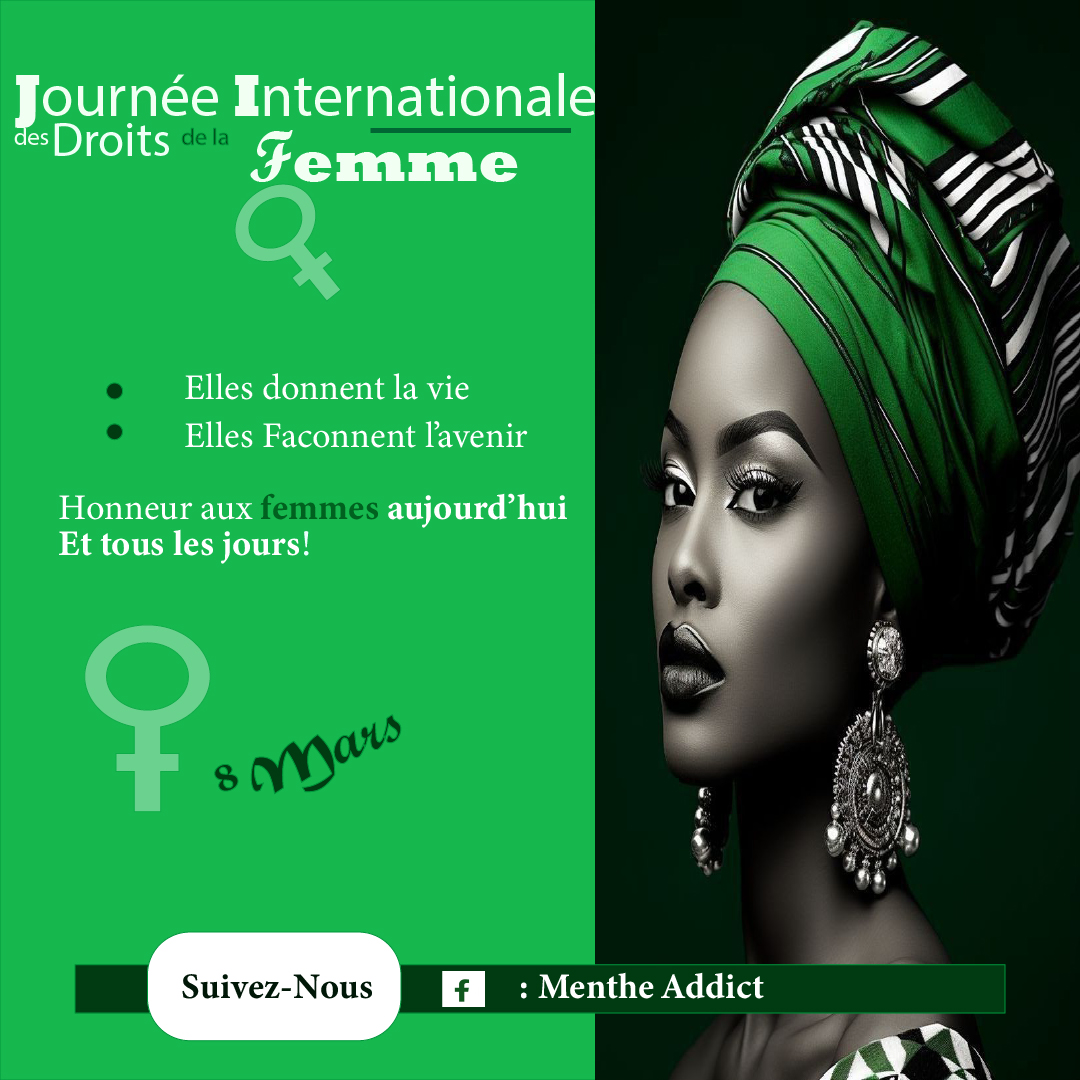 Journée Internationale
des Droits de la
Femme
Elles donnent la vie
Elles Faconnent l’avenir
Honneur aux femmes aujourd’hui
Et tous les jours!
8 Mars
Suivez-Nous f : Menthe Addict